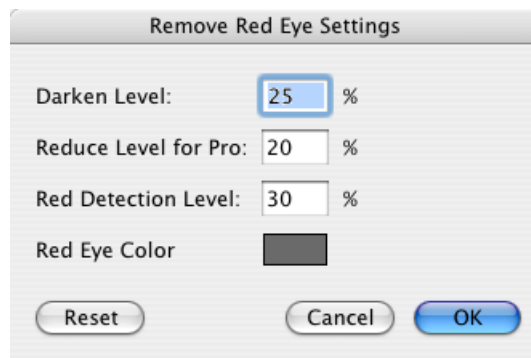 Remove Red Eye Settings
Darken Level: 25 %
Reduce Level for Pro: 20 %
Red Detection Level: 30 %
Red Eye Color
Reset Cancel OK